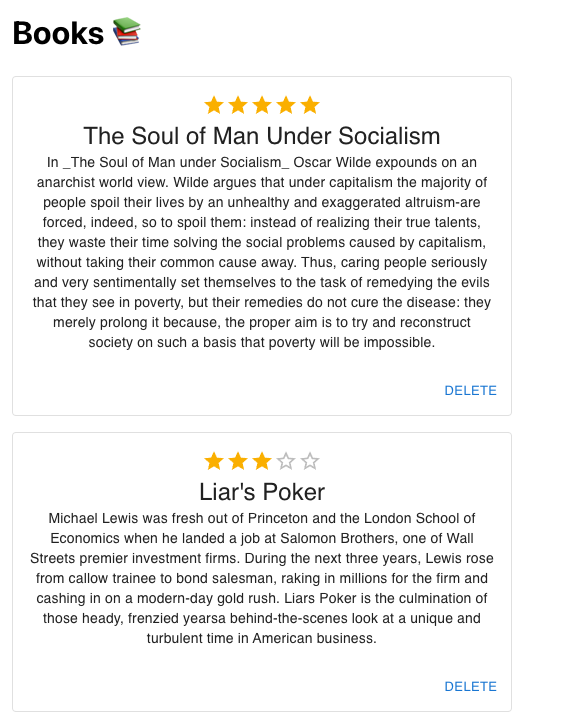 Books 📚
The Soul of Man Under Socialism
In _The Soul of Man under Socialism_ Oscar Wilde expounds on an
anarchist world view. Wilde argues that under capitalism the majority of
people spoil their lives by an unhealthy and exaggerated altruism-are
forced, indeed, so to spoil them: instead of realizing their true talents,
they waste their time solving the social problems caused by capitalism,
without taking their common cause away. Thus, caring people seriously
and very sentimentally set themselves to the task of remedying the evils
that they see in poverty, but their remedies do not cure the disease: they
merely prolong it because, the proper aim is to try and reconstruct
society on such a basis that poverty will be impossible.
DELETE
Liar's Poker
Michael Lewis was fresh out of Princeton and the London School of
Economics when he landed a job at Salomon Brothers, one of Wall
Streets premier investment firms. During the next three years, Lewis rose
from callow trainee to bond salesman, raking in millions for the firm and
cashing in on a modern-day gold rush. Liars Poker is the culmination of
those heady, frenzied yearsa behind-the-scenes look at a unique and
turbulent time in American business.
DELETE